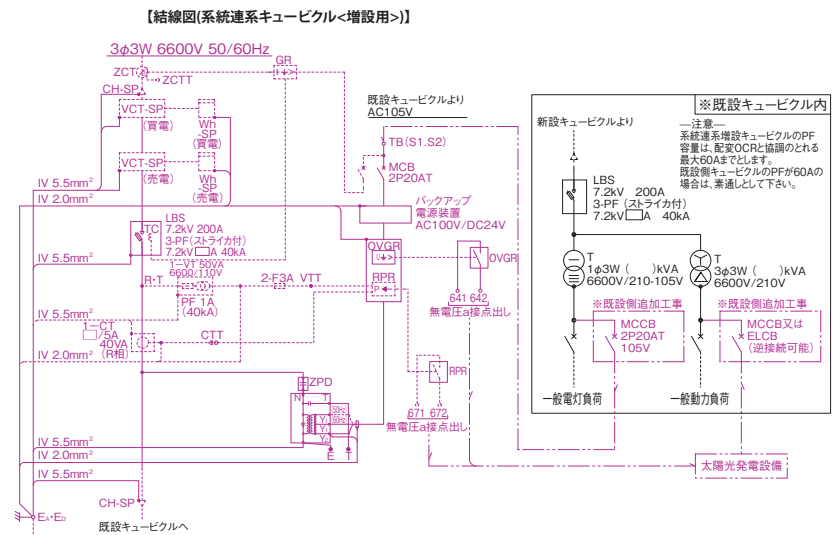 【結線図(系統連系キュービクル<増設用>)】
3φ3W 6600V 50/60Hz
GR
I ⏚ >
ZCT
ZCTT
CH-SP
VCT-SP
(買電)
Wh
-SP
(買電)
VCT-SP
(売電)
Wh
-SP
(売電)
IV 5.5mm²
IV 2.0mm²
既設キュービクルより
AC105V
TB(S1.S2)
MCB
2P20AT
バックアップ
電源装置
AC100V/DC24V
TC
LBS
7.2kV 200A
3-PF(ストライカ付)
7.2kV□A 40kA
IV 5.5mm²
1-VT 50VA
6600/110V
R・T
PF 1A
(40kA)
2-F3A VTT
OVGR
U⏚>
RPR
P
OVGR
641 642
無電圧a接点出し
IV 5.5mm²
1-CT
□/5A
40VA
(R相)
CTT
IV 2.0mm²
RPR
671 672
無電圧a接点出し
ZPD
N T
50Hz
60Hz
Y1
Y1
Y2
E T
IV 5.5mm²
IV 2.0mm²
IV 5.5mm²
CH-SP
EA・ED
既設キュービクルへ
※既設キュービクル内
新設キュービクルより
―注意―
系統連系増設キュービクルのPF
容量は、配変OCRと協調のとれる
最大60Aまでとします。
既設側キュービクルのPFが60Aの
場合は、素通しとして下さい。
LBS
7.2kV 200A
3-PF(ストライカ付)
7.2kV□A 40kA
T
1φ3W ( )kVA
6600V/210-105V
T
3φ3W ( )kVA
6600V/210V
※既設側追加工事
MCCB
2P20AT
105V
※既設側追加工事
MCCB又は
ELCB
(逆接続可能)
一般電灯負荷
一般動力負荷
太陽光発電設備